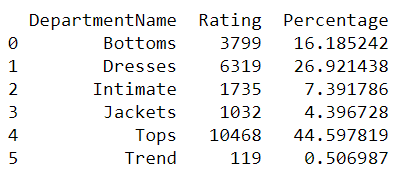 DepartmentName Rating Percentage
0 Bottoms 3799 16.185242
1 Dresses 6319 26.921438
2 Intimate 1735 7.391786
3 Jackets 1032 4.396728
4 Tops 10468 44.597819
5 Trend 119 0.506987